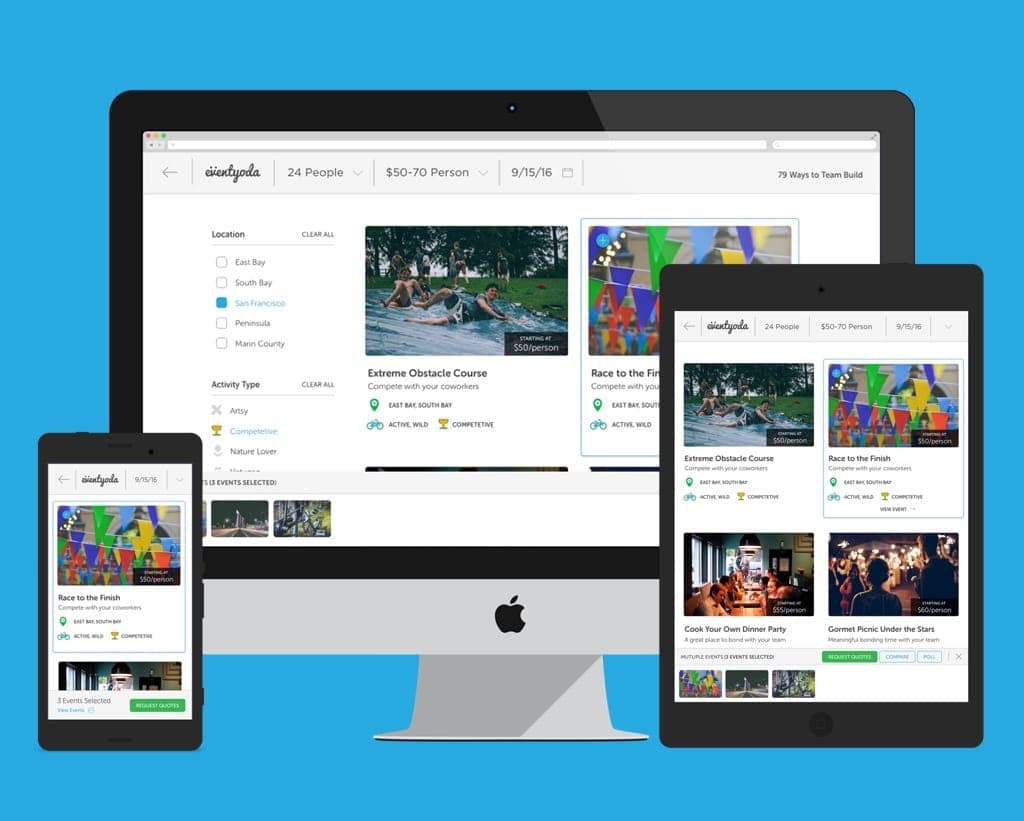 eventyoda
24 People
$50-70 Person
9/15/16
79 Ways to Team Build
Location
CLEAR ALL
East Bay
South Bay
San Francisco
Peninsula
Marin County
Activity Type
CLEAR ALL
Artsy
Competetive
Nature Lover
STARTING AT
$50/person
Extreme Obstacle Course
Compete with your coworkers
EAST BAY, SOUTH BAY
ACTIVE, WILD
COMPETETIVE
Race to the Fin
Compete with your
EAST BAY, SOUT
ACTIVE, WILD
TS (3 EVENTS SELECTED)
eventyoda
9/15/16
STARTING AT
$50/person
Race to the Finish
Compete with your coworkers
EAST BAY, SOUTH BAY
ACTIVE, WILD
COMPETETIVE
3 Events Selected
View Events
REQUEST QUOTES
eventyoda
24 People
$50-70 Person
9/15/16
STARTING AT
$50/person
Extreme Obstacle Course
Compete with your coworkers
EAST BAY, SOUTH BAY
ACTIVE, WILD
COMPETETIVE
STARTING AT
$50/person
Race to the Finish
Compete with your coworkers
EAST BAY, SOUTH BAY
ACTIVE, WILD
COMPETETIVE
VIEW EVENT →
STARTING AT
$55/person
Cook Your Own Dinner Party
A great place to bond with your team
STARTING AT
$60/person
Gormet Picnic Under the Stars
Meaningful bonding time with your team
MUTUPLE EVENTS (3 EVENTS SELECTED)
REQUEST QUOTES
COMPARE
POLL